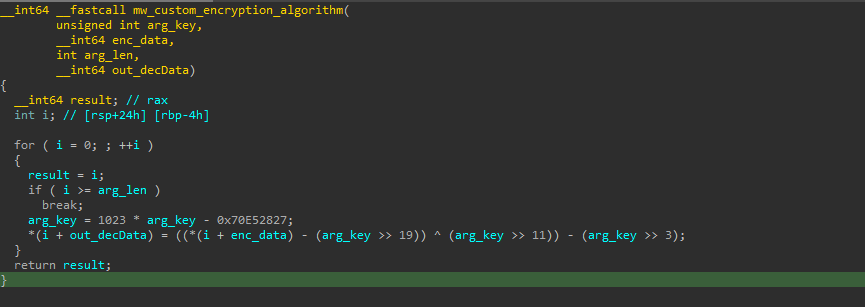 __int64 __fastcall mw_custom_encryption_algorithm(
        unsigned int arg_key,
        __int64 enc_data,
        int arg_len,
        __int64 out_decData)
{
  __int64 result; // rax
  int i; // [rsp+24h] [rbp-4h]

  for ( i = 0; ; ++i )
  {
    result = i;
    if ( i >= arg_len )
      break;
    arg_key = 1023 * arg_key - 0x70E52827;
    *(i + out_decData) = ((*(i + enc_data) - (arg_key >> 19)) ^ (arg_key >> 11)) - (arg_key >> 3);
  }
  return result;
}